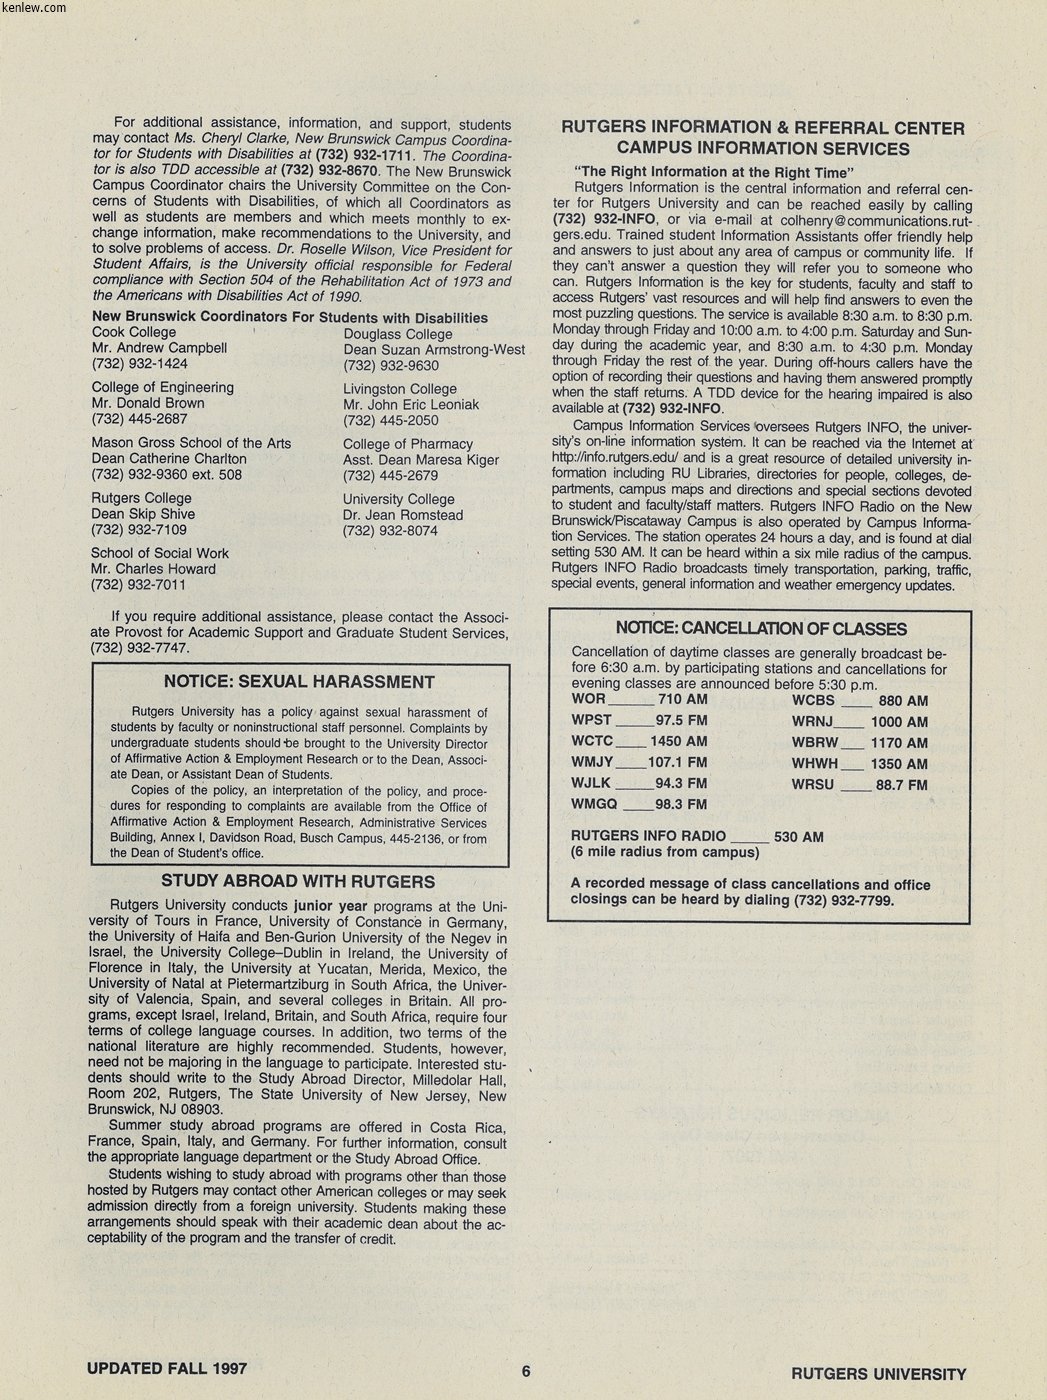 kenlew.com
For additional assistance, information, and support, students
may contact Ms. Cheryl Clarke, New Brunswick Campus Coordina-
tor for Students with Disabilities at (732) 932-1711. The Coordina-
tor is also TDD accessible at (732) 932-8670. The New Brunswick
Campus Coordinator chairs the University Committee on the Con-
cerns of Students with Disabilities, of which all Coordinators as
well as students are members and which meets monthly to ex-
change information, make recommendations to the University, and
to solve problems of access. Dr. Roselle Wilson, Vice President for
Student Affairs, is the University official responsible for Federal
compliance with Section 504 of the Rehabilitation Act of 1973 and
the Americans with Disabilities Act of 1990.
New Brunswick Coordinators For Students with Disabilities
Cook College
Mr. Andrew Campbell
(732) 932-1424
Douglass College
Dean Suzan Armstrong-West
(732) 932-9630
College of Engineering
Mr. Donald Brown
(732) 445-2687
Livingston College
Mr. John Eric Leoniak
(732) 445-2050
Mason Gross School of the Arts
Dean Catherine Charlton
(732) 932-9360 ext. 508
College of Pharmacy
Asst. Dean Maresa Kiger
(732) 445-2679
Rutgers College
Dean Skip Shive
(732) 932-7109
University College
Dr. Jean Romstead
(732) 932-8074
School of Social Work
Mr. Charles Howard
(732) 932-7011
If you require additional assistance, please contact the Associ-
ate Provost for Academic Support and Graduate Student Services,
(732) 932-7747.
NOTICE: SEXUAL HARASSMENT
Rutgers University has a policy against sexual harassment of
students by faculty or noninstructional staff personnel. Complaints by
undergraduate students should be brought to the University Director
of Affirmative Action & Employment Research or to the Dean, Associ-
ate Dean, or Assistant Dean of Students.
Copies of the policy, an interpretation of the policy, and proce-
dures for responding to complaints are available from the Office of
Affirmative Action & Employment Research, Administrative Services
Building, Annex I, Davidson Road, Busch Campus, 445-2136, or from
the Dean of Student's office.
STUDY ABROAD WITH RUTGERS
Rutgers University conducts junior year programs at the Uni-
versity of Tours in France, University of Constance in Germany,
the University of Haifa and Ben-Gurion University of the Negev in
Israel, the University College–Dublin in Ireland, the University of
Florence in Italy, the University at Yucatan, Merida, Mexico, the
University of Natal at Pietermartziburg in South Africa, the Univer-
sity of Valencia, Spain, and several colleges in Britain. All pro-
grams, except Israel, Ireland, Britain, and South Africa, require four
terms of college language courses. In addition, two terms of the
national literature are highly recommended. Students, however,
need not be majoring in the language to participate. Interested stu-
dents should write to the Study Abroad Director, Milledolar Hall,
Room 202, Rutgers, The State University of New Jersey, New
Brunswick, NJ 08903.
Summer study abroad programs are offered in Costa Rica,
France, Spain, Italy, and Germany. For further information, consult
the appropriate language department or the Study Abroad Office.
Students wishing to study abroad with programs other than those
hosted by Rutgers may contact other American colleges or may seek
admission directly from a foreign university. Students making these
arrangements should speak with their academic dean about the ac-
ceptability of the program and the transfer of credit.
RUTGERS INFORMATION & REFERRAL CENTER
CAMPUS INFORMATION SERVICES
“The Right Information at the Right Time”
Rutgers Information is the central information and referral cen-
ter for Rutgers University and can be reached easily by calling
(732) 932-INFO, or via e-mail at colhenry@communications.rut-
gers.edu. Trained student Information Assistants offer friendly help
and answers to just about any area of campus or community life. If
they can't answer a question they will refer you to someone who
can. Rutgers Information is the key for students, faculty and staff to
access Rutgers' vast resources and will help find answers to even the
most puzzling questions. The service is available 8:30 a.m. to 8:30 p.m.
Monday through Friday and 10:00 a.m. to 4:00 p.m. Saturday and Sun-
day during the academic year, and 8:30 a.m. to 4:30 p.m. Monday
through Friday the rest of the year. During off-hours callers have the
option of recording their questions and having them answered promptly
when the staff returns. A TDD device for the hearing impaired is also
available at (732) 932-INFO.
Campus Information Services oversees Rutgers INFO, the univer-
sity's on-line information system. It can be reached via the Internet at
http://info.rutgers.edu/ and is a great resource of detailed university in-
formation including RU Libraries, directories for people, colleges, de-
partments, campus maps and directions and special sections devoted
to student and faculty/staff matters. Rutgers INFO Radio on the New
Brunswick/Piscataway Campus is also operated by Campus Informa-
tion Services. The station operates 24 hours a day, and is found at dial
setting 530 AM. It can be heard within a six mile radius of the campus.
Rutgers INFO Radio broadcasts timely transportation, parking, traffic,
special events, general information and weather emergency updates.
NOTICE: CANCELLATION OF CLASSES
Cancellation of daytime classes are generally broadcast be-
fore 6:30 a.m. by participating stations and cancellations for
evening classes are announced before 5:30 p.m.
WOR______ 710 AM WCBS ____ 880 AM
WPST _____97.5 FM WRNJ____ 1000 AM
WCTC____ 1450 AM WBRW___ 1170 AM
WMJY____107.1 FM WHWH___ 1350 AM
WJLK _____94.3 FM WRSU ____ 88.7 FM
WMGQ ____98.3 FM
RUTGERS INFO RADIO _____ 530 AM
(6 mile radius from campus)
A recorded message of class cancellations and office
closings can be heard by dialing (732) 932-7799.
UPDATED FALL 1997
6
RUTGERS UNIVERSITY